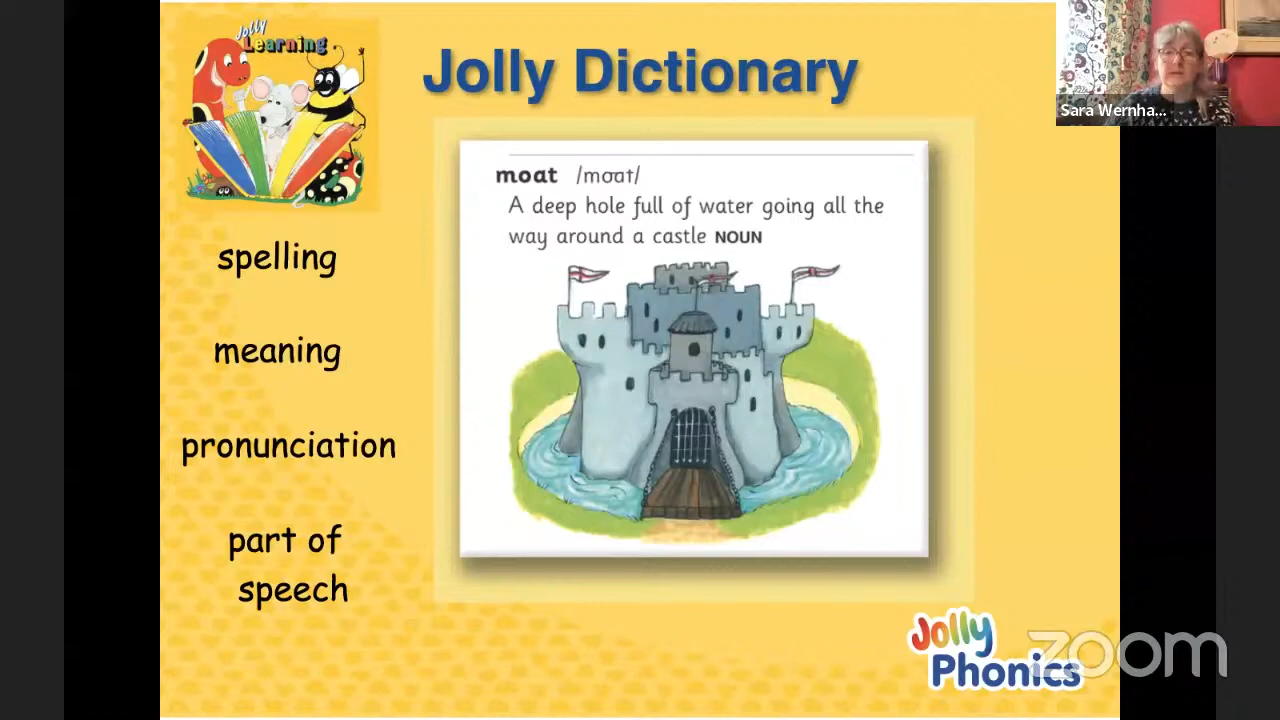 Jolly
Learning
Jolly Dictionary
Sara Wernha...
moat /moat/
A deep hole full of water going all the
way around a castle NOUN
spelling
meaning
pronunciation
part of
speech
Jolly
Phonics
zoom